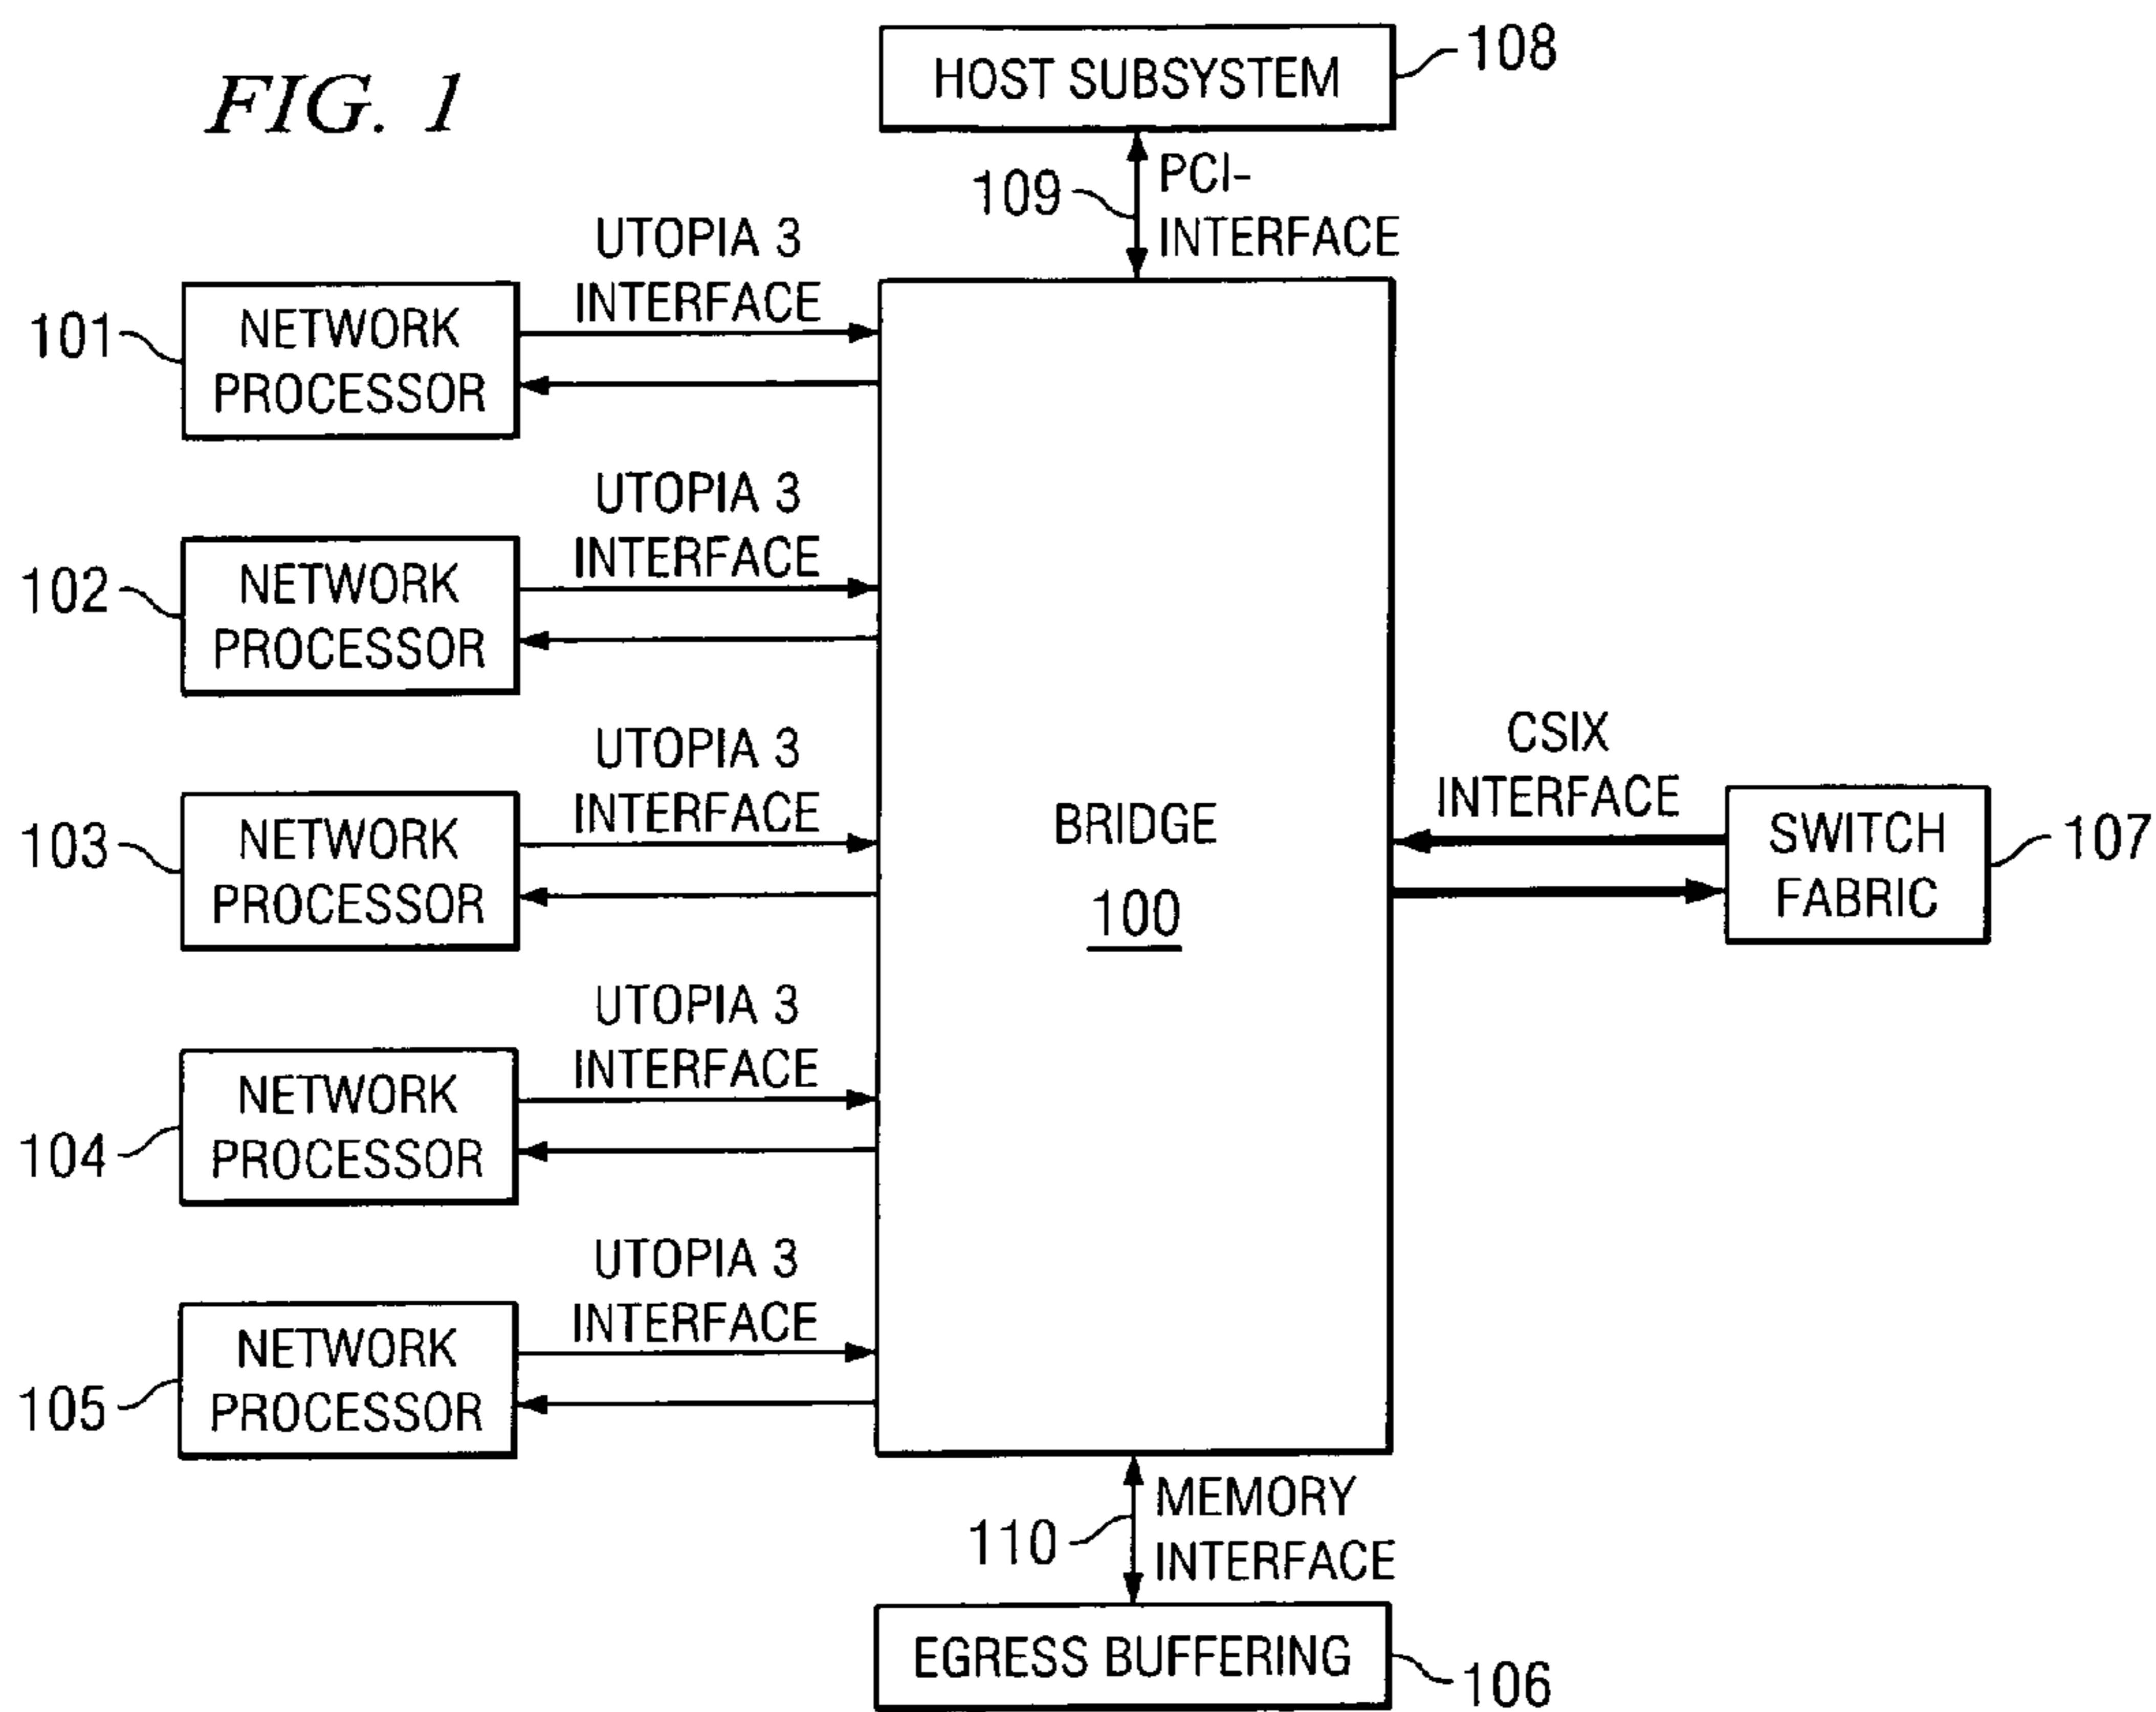 FIG. 1
HOST SUBSYSTEM
108
109
PCI-
INTERFACE
UTOPIA 3
INTERFACE
101
NETWORK
PROCESSOR
UTOPIA 3
INTERFACE
102
NETWORK
PROCESSOR
UTOPIA 3
INTERFACE
103
NETWORK
PROCESSOR
BRIDGE
100
CSIX
INTERFACE
SWITCH
FABRIC
107
UTOPIA 3
INTERFACE
104
NETWORK
PROCESSOR
UTOPIA 3
INTERFACE
105
NETWORK
PROCESSOR
110
MEMORY
INTERFACE
EGRESS BUFFERING
106